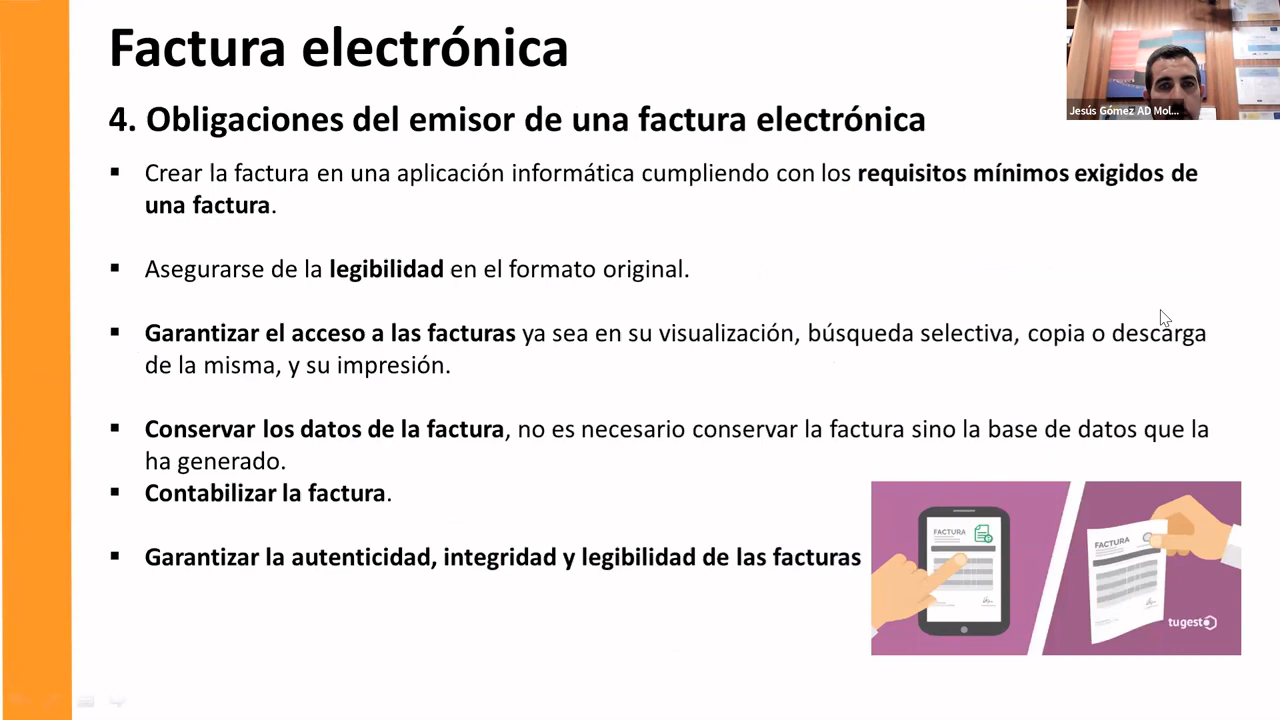 Factura electrónica
Jesús Gómez AD Mol...
4. Obligaciones del emisor de una factura electrónica
▪ Crear la factura en una aplicación informática cumpliendo con los requisitos mínimos exigidos de
una factura.
▪ Asegurarse de la legibilidad en el formato original.
▪ Garantizar el acceso a las facturas ya sea en su visualización, búsqueda selectiva, copia o descarga
de la misma, y su impresión.
▪ Conservar los datos de la factura, no es necesario conservar la factura sino la base de datos que la
ha generado.
▪ Contabilizar la factura.
▪ Garantizar la autenticidad, integridad y legibilidad de las facturas
FACTURA
FACTURA
tugesto